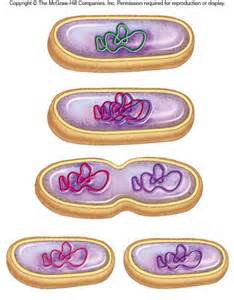 Copyright © The McGraw-Hill Companies, Inc. Permission required for reproduction or display.